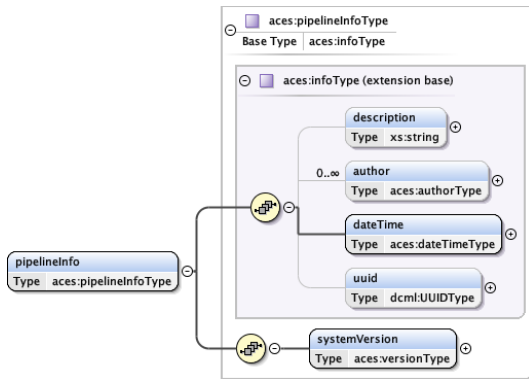 aces:pipelineInfoType
Base Type aces:infoType
aces:infoType (extension base)
description
Type xs:string
0..∞
author
Type aces:authorType
dateTime
Type aces:dateTimeType
uuid
Type dcml:UUIDType
pipelineInfo
Type aces:pipelineInfoType
systemVersion
Type aces:versionType